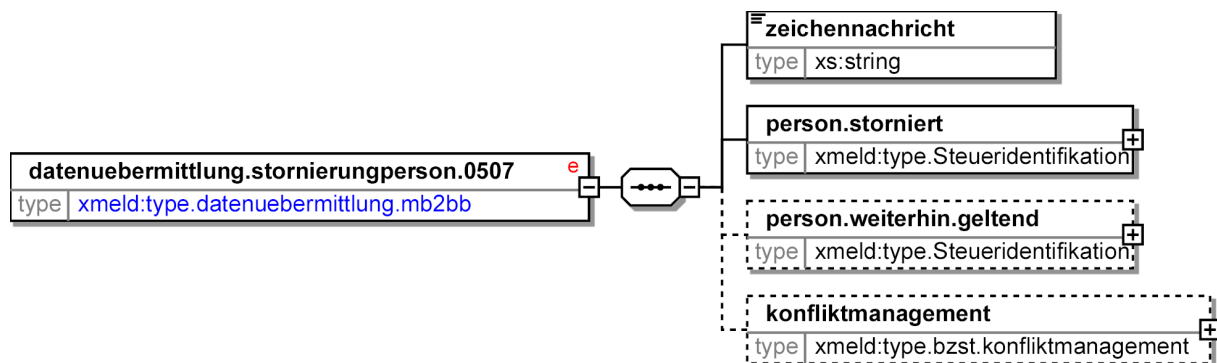 zeichennachricht
type xs:string
person.storniert
type xmeld:type.Steueridentifikation
datenuebermittlung.stornierungperson.0507 e
type xmeld:type.datenuebermittlung.mb2bb
person.weiterhin.geltend
type xmeld:type.Steueridentifikation
konfliktmanagement
type xmeld:type.bzst.konfliktmanagement